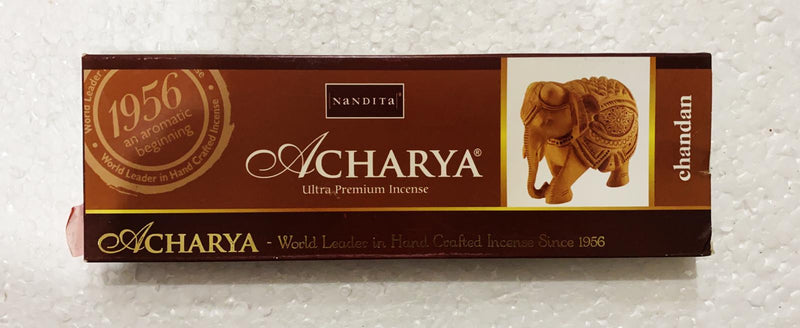 World Leader in Hand Crafted Incense
1956
an aromatic
beginning
NANDITA
ACHARYA®
Ultra Premium Incense
chandan
ACHARYA - World Leader in Hand Crafted Incense Since 1956